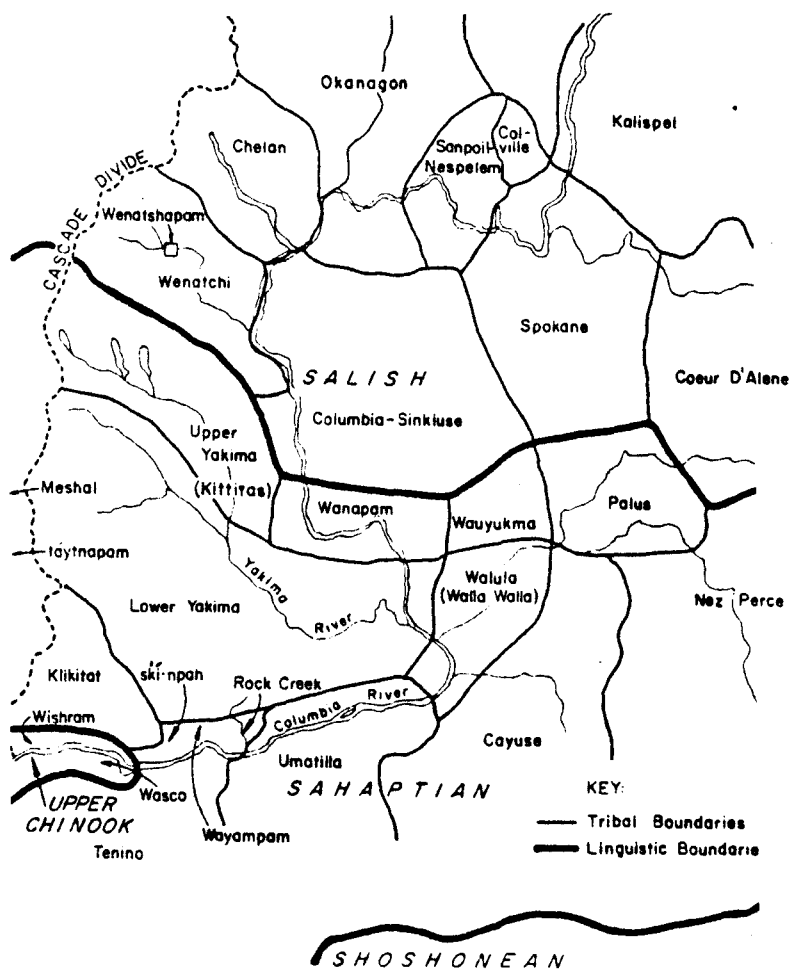 Okanagon
Kalispel
Chelan
Col-
ville
Sanpoil-
Nespelem
CASCADE DIVIDE
Wenatshapam
Wenatchi
Spokane
SALISH
Coeur D'Alene
Columbia-Sinkiuse
Upper
Yakima
(Kittitas)
Meshal
Wanapam
Wauyukma
Palus
taytnapam
Yakima
River
Walula
(Walla Walla)
Nez Perce
Lower Yakima
Klikitat
ski'-npah
Rock Creek
Columbia River
Wishram
Cayuse
Umatilla
Wasco
SAHAPTIAN
UPPER
CHINOOK
Wayampam
Tenino
KEY:
Tribal Boundaries
Linguistic Boundarie
SHOSHONEAN